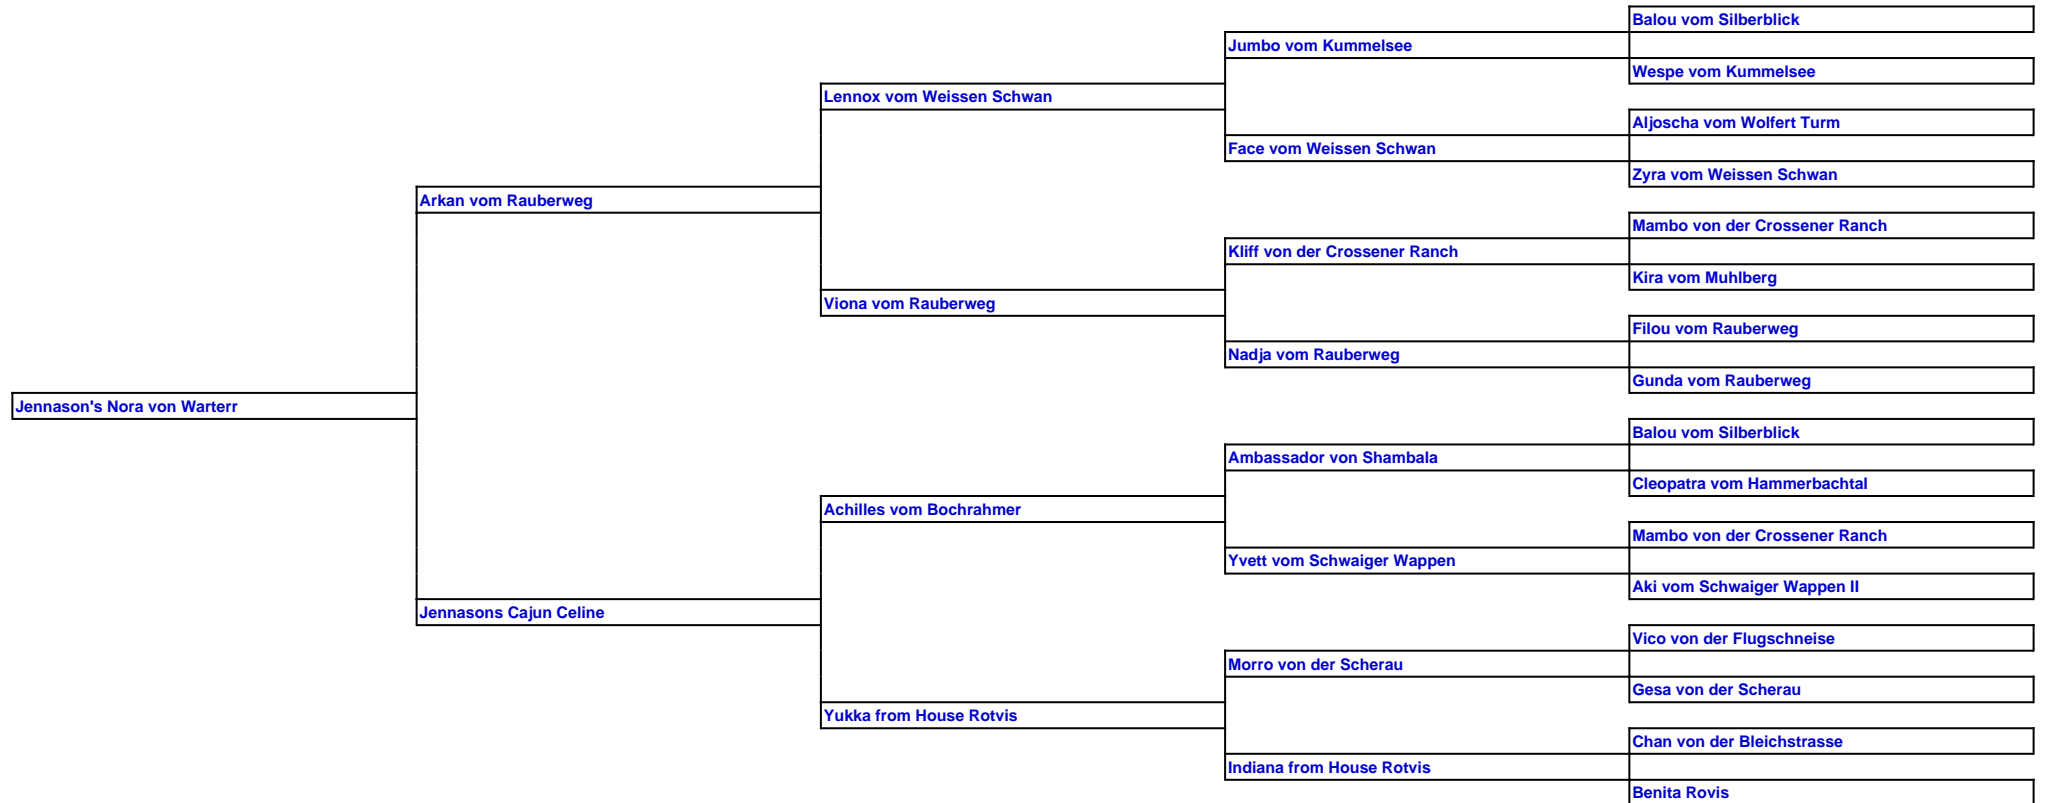 Balou vom Silberblick
Jumbo vom Kummelsee
Wespe vom Kummelsee
Lennox vom Weissen Schwan
Aljoscha vom Wolfert Turm
Face vom Weissen Schwan
Zyra vom Weissen Schwan
Arkan vom Rauberweg
Mambo von der Crossener Ranch
Kliff von der Crossener Ranch
Kira vom Muhlberg
Viona vom Rauberweg
Filou vom Rauberweg
Nadja vom Rauberweg
Gunda vom Rauberweg
Jennason's Nora von Warterr
Balou vom Silberblick
Ambassador von Shambala
Cleopatra vom Hammerbachtal
Achilles vom Bochrahmer
Mambo von der Crossener Ranch
Yvett vom Schwaiger Wappen
Aki vom Schwaiger Wappen II
Jennasons Cajun Celine
Vico von der Flugschneise
Morro von der Scherau
Gesa von der Scherau
Yukka from House Rotvis
Chan von der Bleichstrasse
Indiana from House Rotvis
Benita Rovis